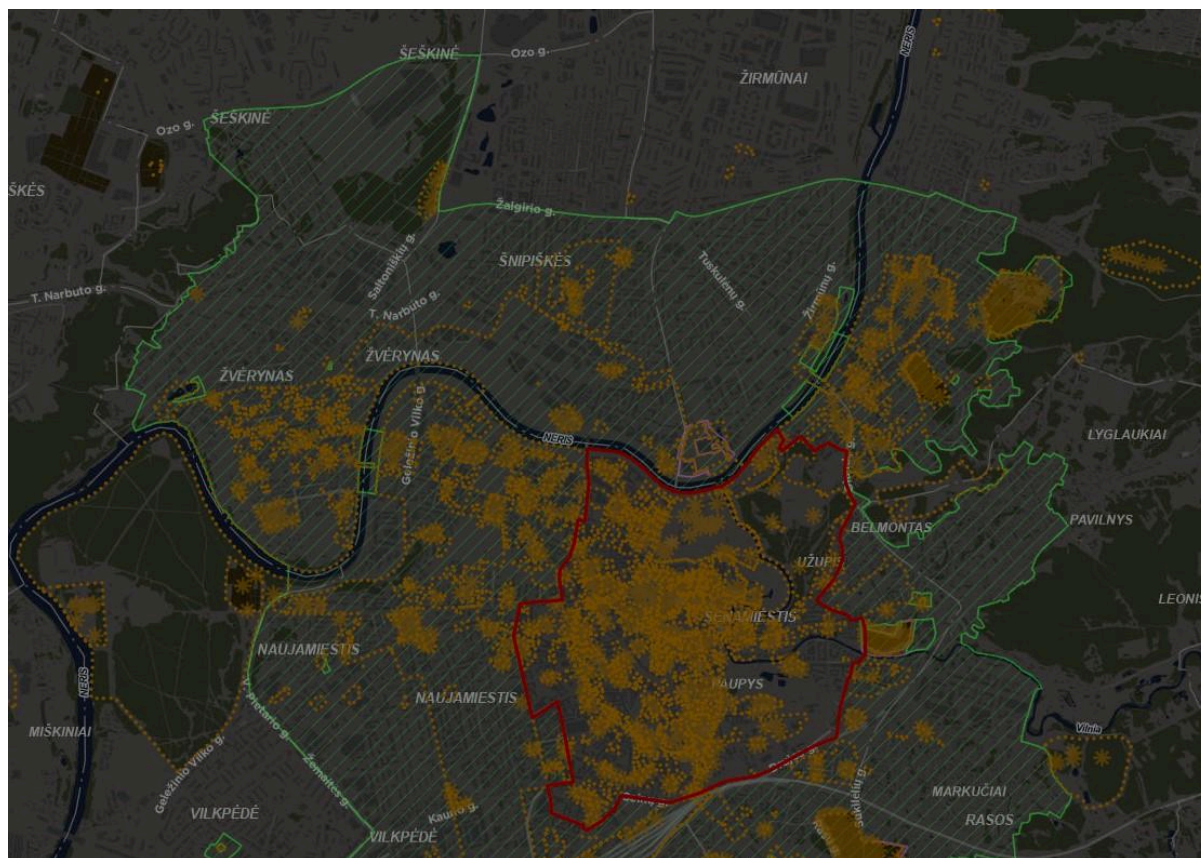 ŠEŠKINĖ
Ozo g.
NERIS
ŽIRMŪNAI
ŠEŠKINĖ
Ozo g.
ŠKĖS
Žalgirio g.
Saltoniškių g.
ŠNIPIŠKĖS
Tuskulėnų g.
T. Narbuto g.
Žirmūnų g.
T. Narbuto g.
ŽVĖRYNAS
ŽVĖRYNAS
Geležinio Vilko g.
NERIS
LYGLAUKIAI
BELMONTAS
PAVILNYS
UŽUPIS
LEONIS
SENAMIESTIS
NAUJAMIESTIS
NERIS
NAUJAMIESTIS
PAUPYS
MIŠKINIAI
Vilnia
Geležinio Vilko g.
Žemaitės g.
MARKUČIAI
VILKPĖDĖ
Kauno g.
RASOS
VILKPĖDĖ